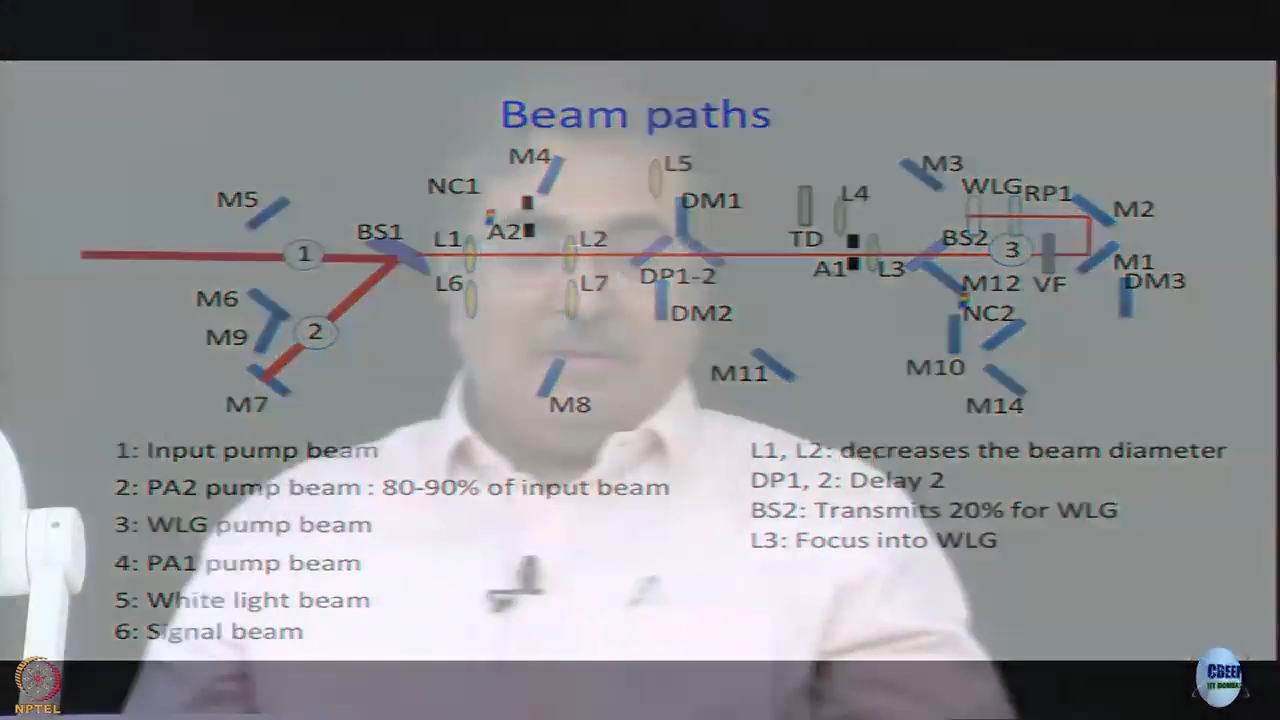 Beam paths
M4
L5
M3
NC1
DM1
L4
WLG
RP1
M5
M2
BS1
L1
A2
L2
TD
BS2
3
1
DP1-2
A1
L3
M1
L6
L7
M12
VF
DM3
M6
DM2
NC2
2
M9
M11
M10
M7
M8
M14
1: Input pump beam
2: PA2 pump beam : 80-90% of input beam
3: WLG pump beam
4: PA1 pump beam
5: White light beam
6: Signal beam
L1, L2: decreases the beam diameter
DP1, 2: Delay 2
BS2: Transmits 20% for WLG
L3: Focus into WLG
NPTEL
CDEEP
IIT BOMBAY